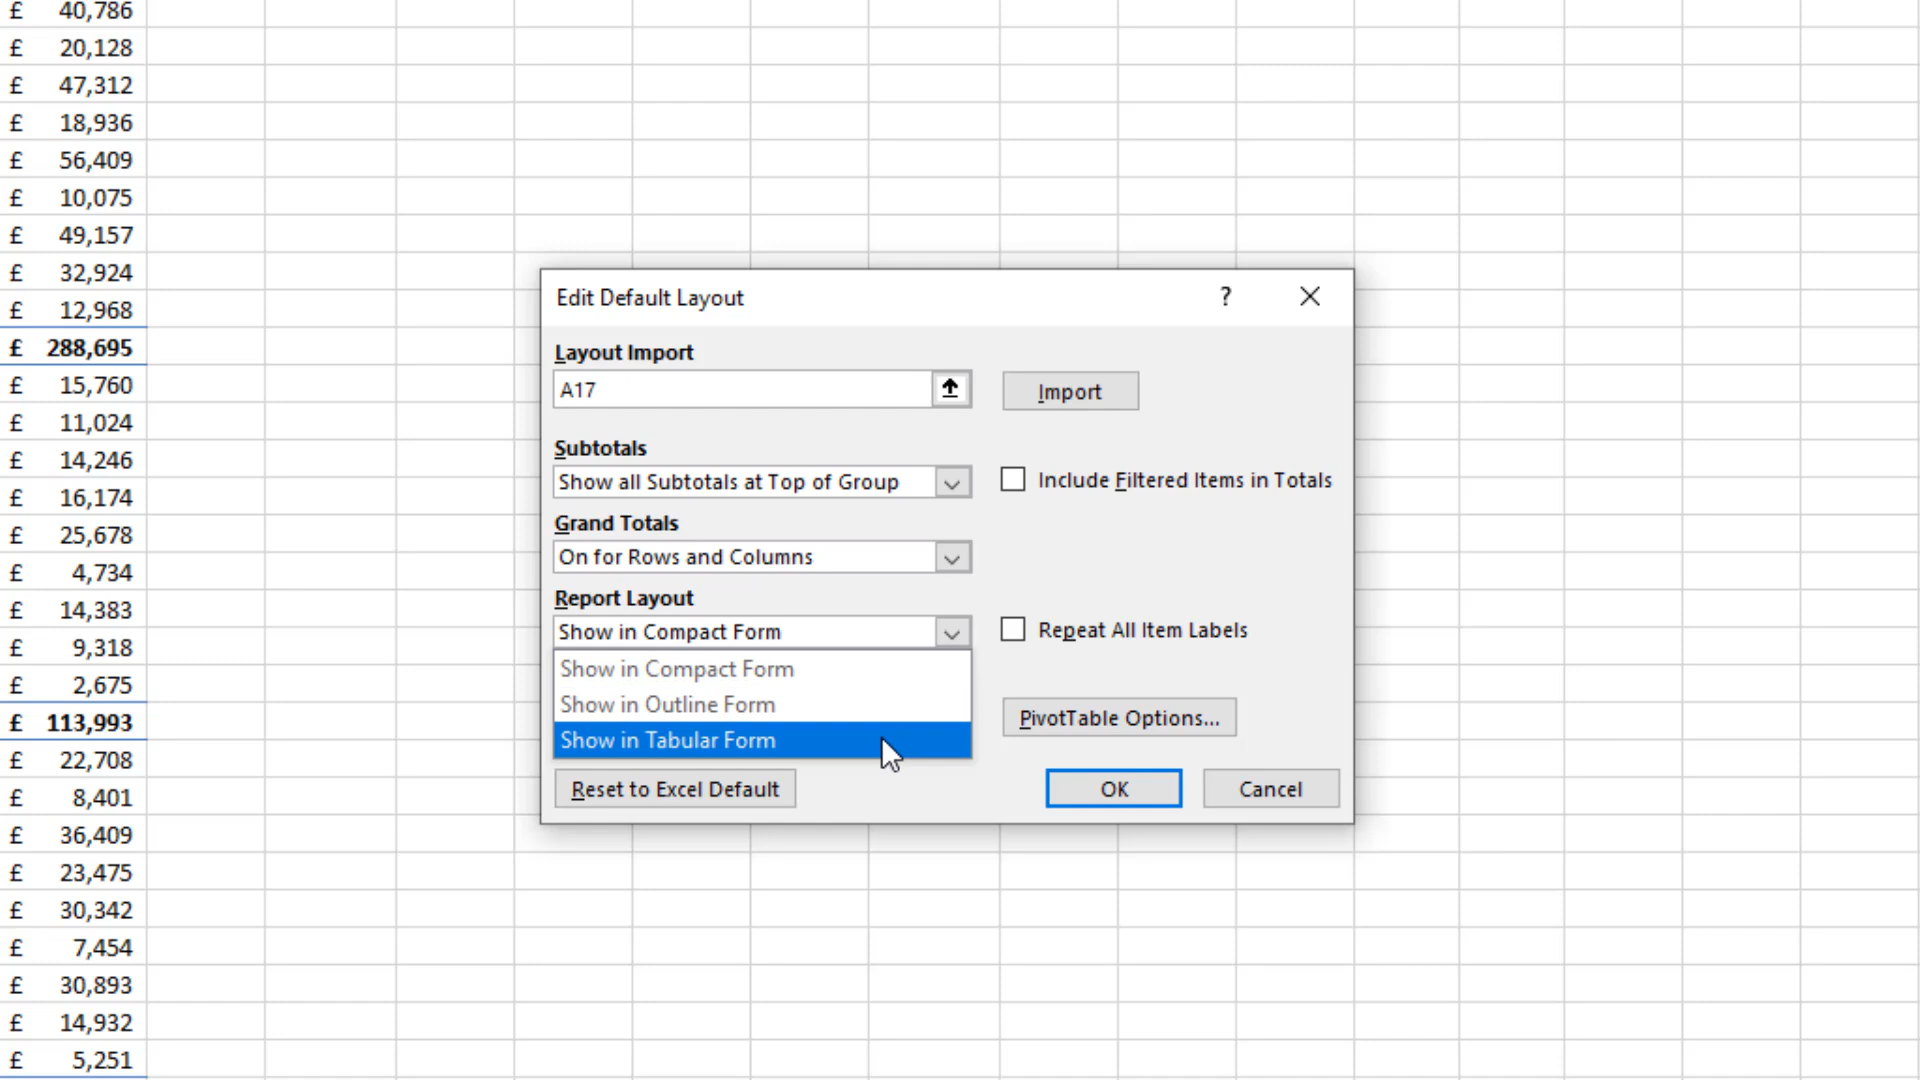 £ 40,786
£ 20,128
£ 47,312
£ 18,936
£ 56,409
£ 10,075
£ 49,157
£ 32,924
£ 12,968
£ 288,695
£ 15,760
£ 11,024
£ 14,246
£ 16,174
£ 25,678
£ 4,734
£ 14,383
£ 9,318
£ 2,675
£ 113,993
£ 22,708
£ 8,401
£ 36,409
£ 23,475
£ 30,342
£ 7,454
£ 30,893
£ 14,932
£ 5,251
Edit Default Layout ?
Layout Import
A17 Import
Subtotals
Show all Subtotals at Top of Group Include Filtered Items in Totals
Grand Totals
On for Rows and Columns
Report Layout
Show in Compact Form Repeat All Item Labels
Show in Compact Form
Show in Outline Form
PivotTable Options...
Show in Tabular Form
Reset to Excel Default OK Cancel